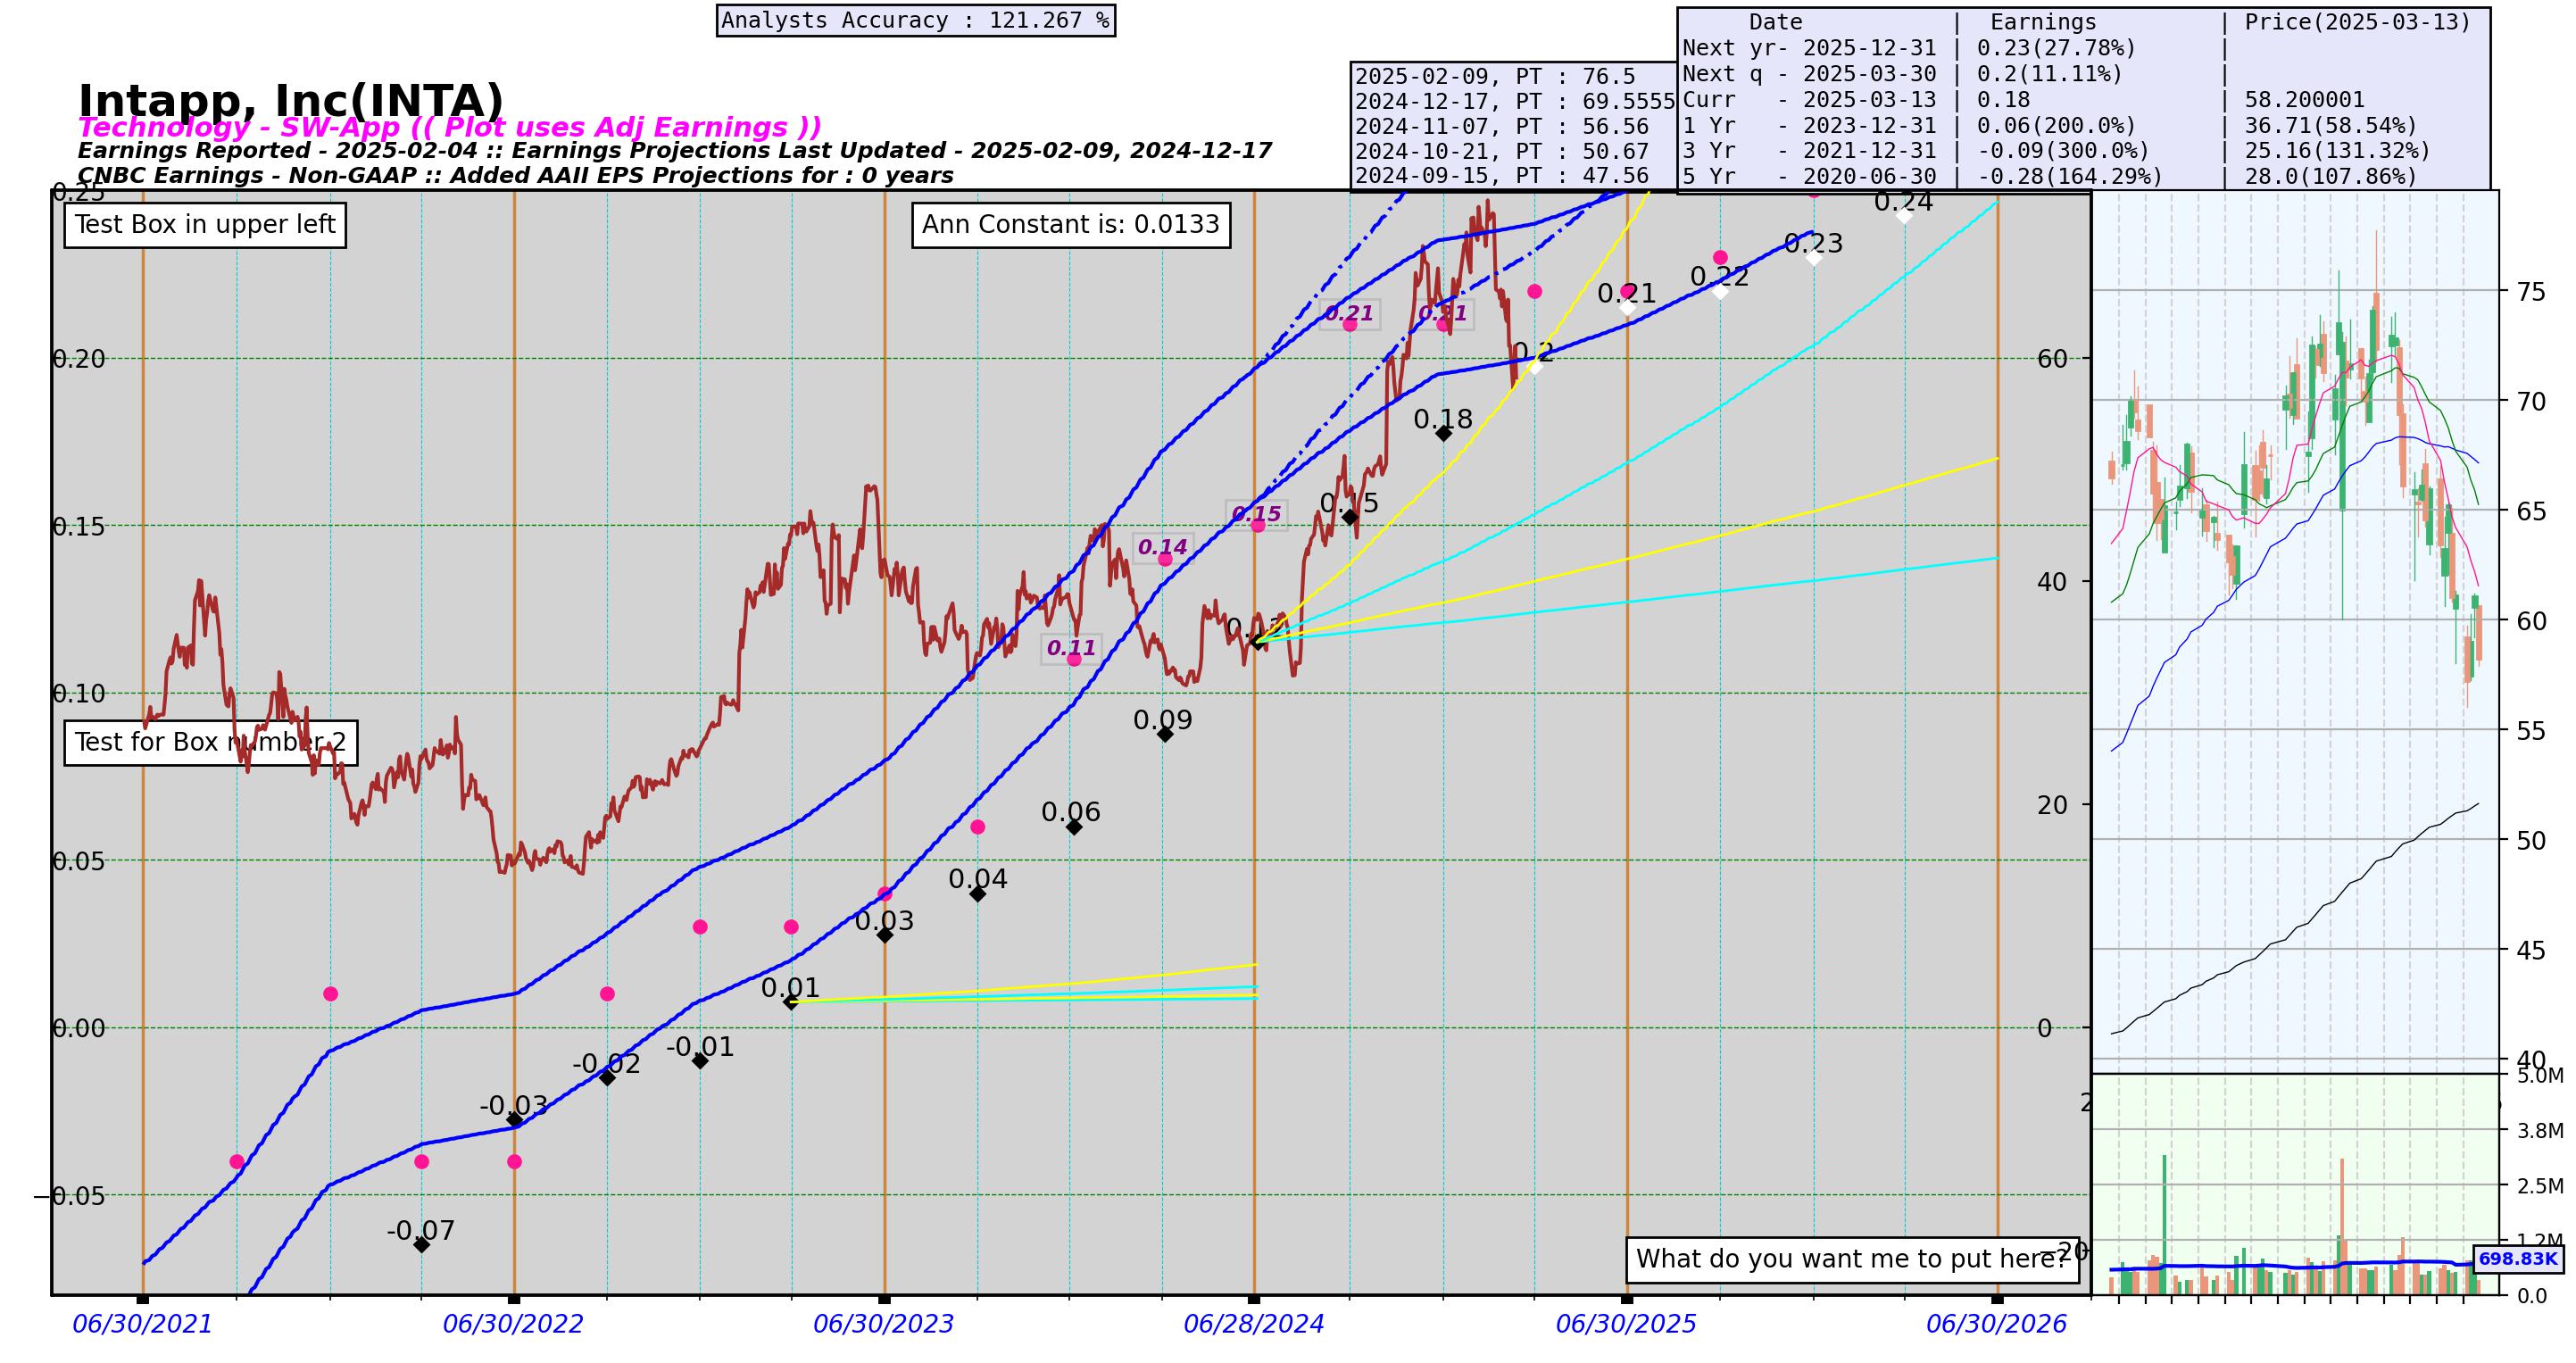 Analysts Accuracy : 121.267 %
Date | Earnings | Price(2025-03-13)
Next yr- 2025-12-31 | 0.23(27.78%) |
Next q - 2025-03-30 | 0.2(11.11%) |
Curr - 2025-03-13 | 0.18 | 58.200001
1 Yr - 2023-12-31 | 0.06(200.0%) | 36.71(58.54%)
3 Yr - 2021-12-31 | -0.09(300.0%) | 25.16(131.32%)
5 Yr - 2020-06-30 | -0.28(164.29%) | 28.0(107.86%)
2025-02-09, PT : 76.5
2024-12-17, PT : 69.5555
2024-11-07, PT : 56.56
2024-10-21, PT : 50.67
2024-09-15, PT : 47.56
Intapp, Inc(INTA)
Technology - SW-App (( Plot uses Adj Earnings ))
Earnings Reported - 2025-02-04 :: Earnings Projections Last Updated - 2025-02-09, 2024-12-17
CNBC Earnings - Non-GAAP :: Added AAII EPS Projections for : 0 years
Test Box in upper left
Ann Constant is: 0.0133
Test for Box number 2
What do you want me to put here?
0.25
0.20
0.15
0.10
0.05
0.00
−0.05
-0.07
-0.03
-0.02
-0.01
0.01
0.03
0.04
0.06
0.09
0.15
0.18
0.2
0.21
0.22
0.23
0.24
0.11
0.14
0.15
0.21
0.21
60
40
20
0
−20
75
70
65
60
55
50
45
40
5.0M
3.8M
2.5M
1.2M
698.83K
0.0
06/30/2021
06/30/2022
06/30/2023
06/28/2024
06/30/2025
06/30/2026